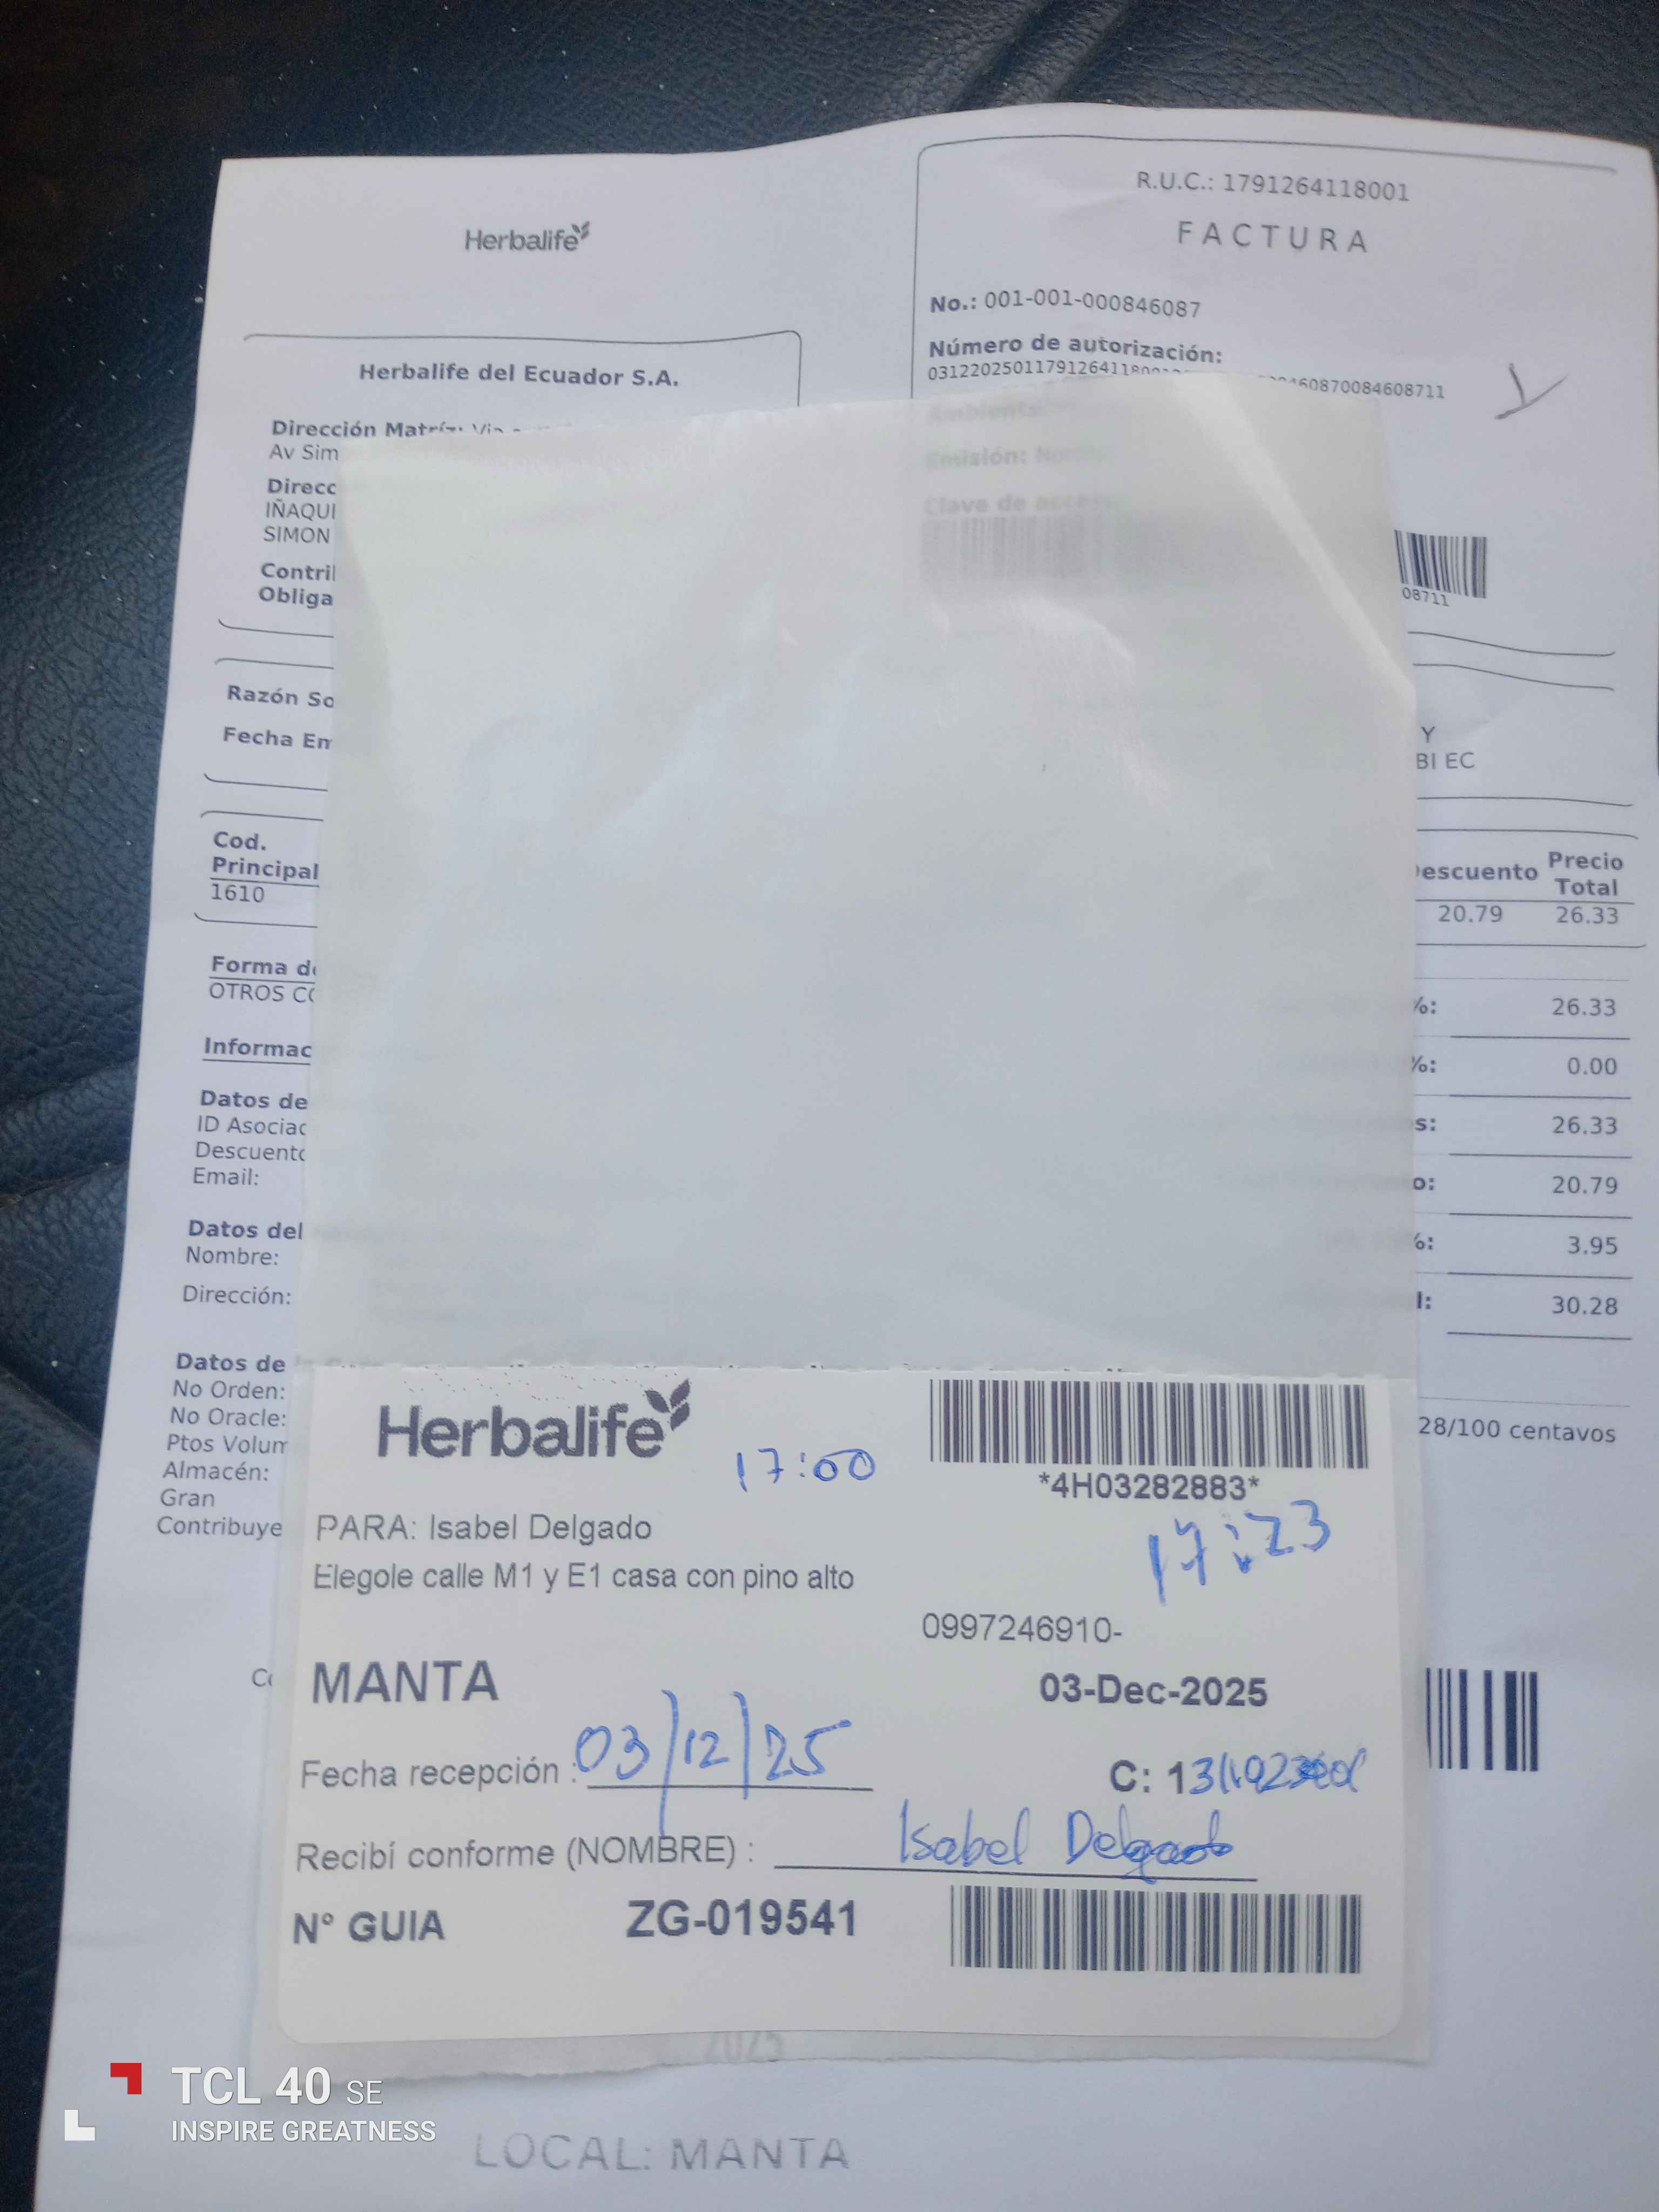 R.U.C.: 1791264118001
FACTURA
Herbalife
No.: 001-001-000846087
Número de autorización:
Herbalife del Ecuador S.A.
Dirección Matríz:
Av Sim
Direcc
IÑAQUI
SIMON
Contri
Obliga
08711
Razón So
Fecha Em
Y
BI EC
Cod.
Principal
1610
Descuento
Precio
Total
20.79 26.33
Forma de
OTROS CO
%: 26.33
Informac
%: 0.00
Datos de
ID Asociac
s: 26.33
Descuento
Email:
o: 20.79
Datos del
Nombre:
%: 3.95
Dirección:
l: 30.28
Datos de
No Orden:
No Oracle:
Ptos Volum
Almacén:
Gran
Contribuye
28/100 centavos
Herbalife
17:00
*4H03282883*
PARA: Isabel Delgado
17:23
Elegole calle M1 y E1 casa con pino alto
0997246910-
MANTA
03-Dec-2025
Fecha recepción : 03/12/25
C:
Recibí conforme (NOMBRE) : Isabel Delgado
N° GUIA ZG-019541
LOCAL: MANTA
TCL 40 SE
INSPIRE GREATNESS